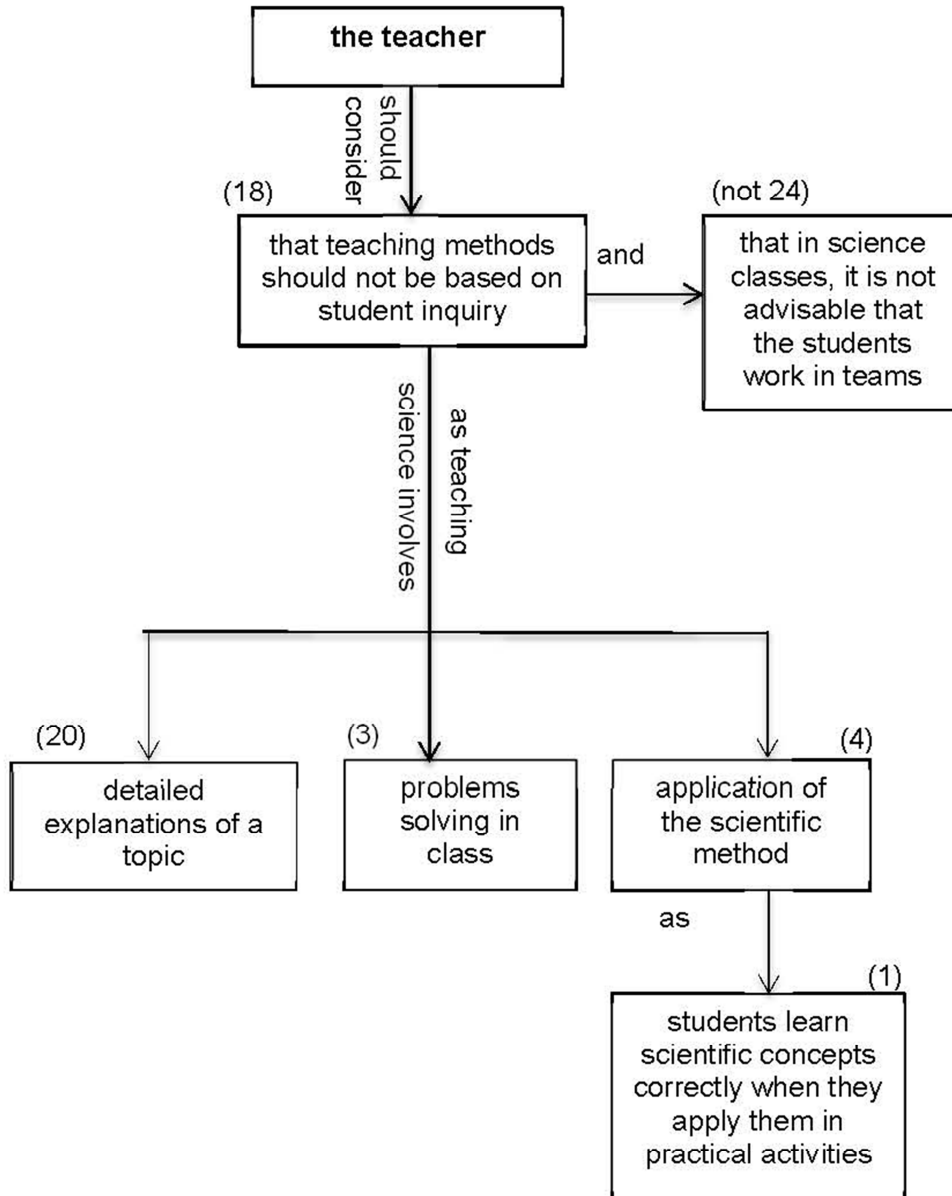 the teacher
should
consider
(18)
that teaching methods
should not be based on
student inquiry
and
(not 24)
that in science
classes, it is not
advisable that
the students
work in teams
as teaching
science involves
(20)
detailed
explanations of a
topic
(3)
problems
solving in
class
(4)
application of
the scientific
method
as
(1)
students learn
scientific concepts
correctly when they
apply them in
practical activities